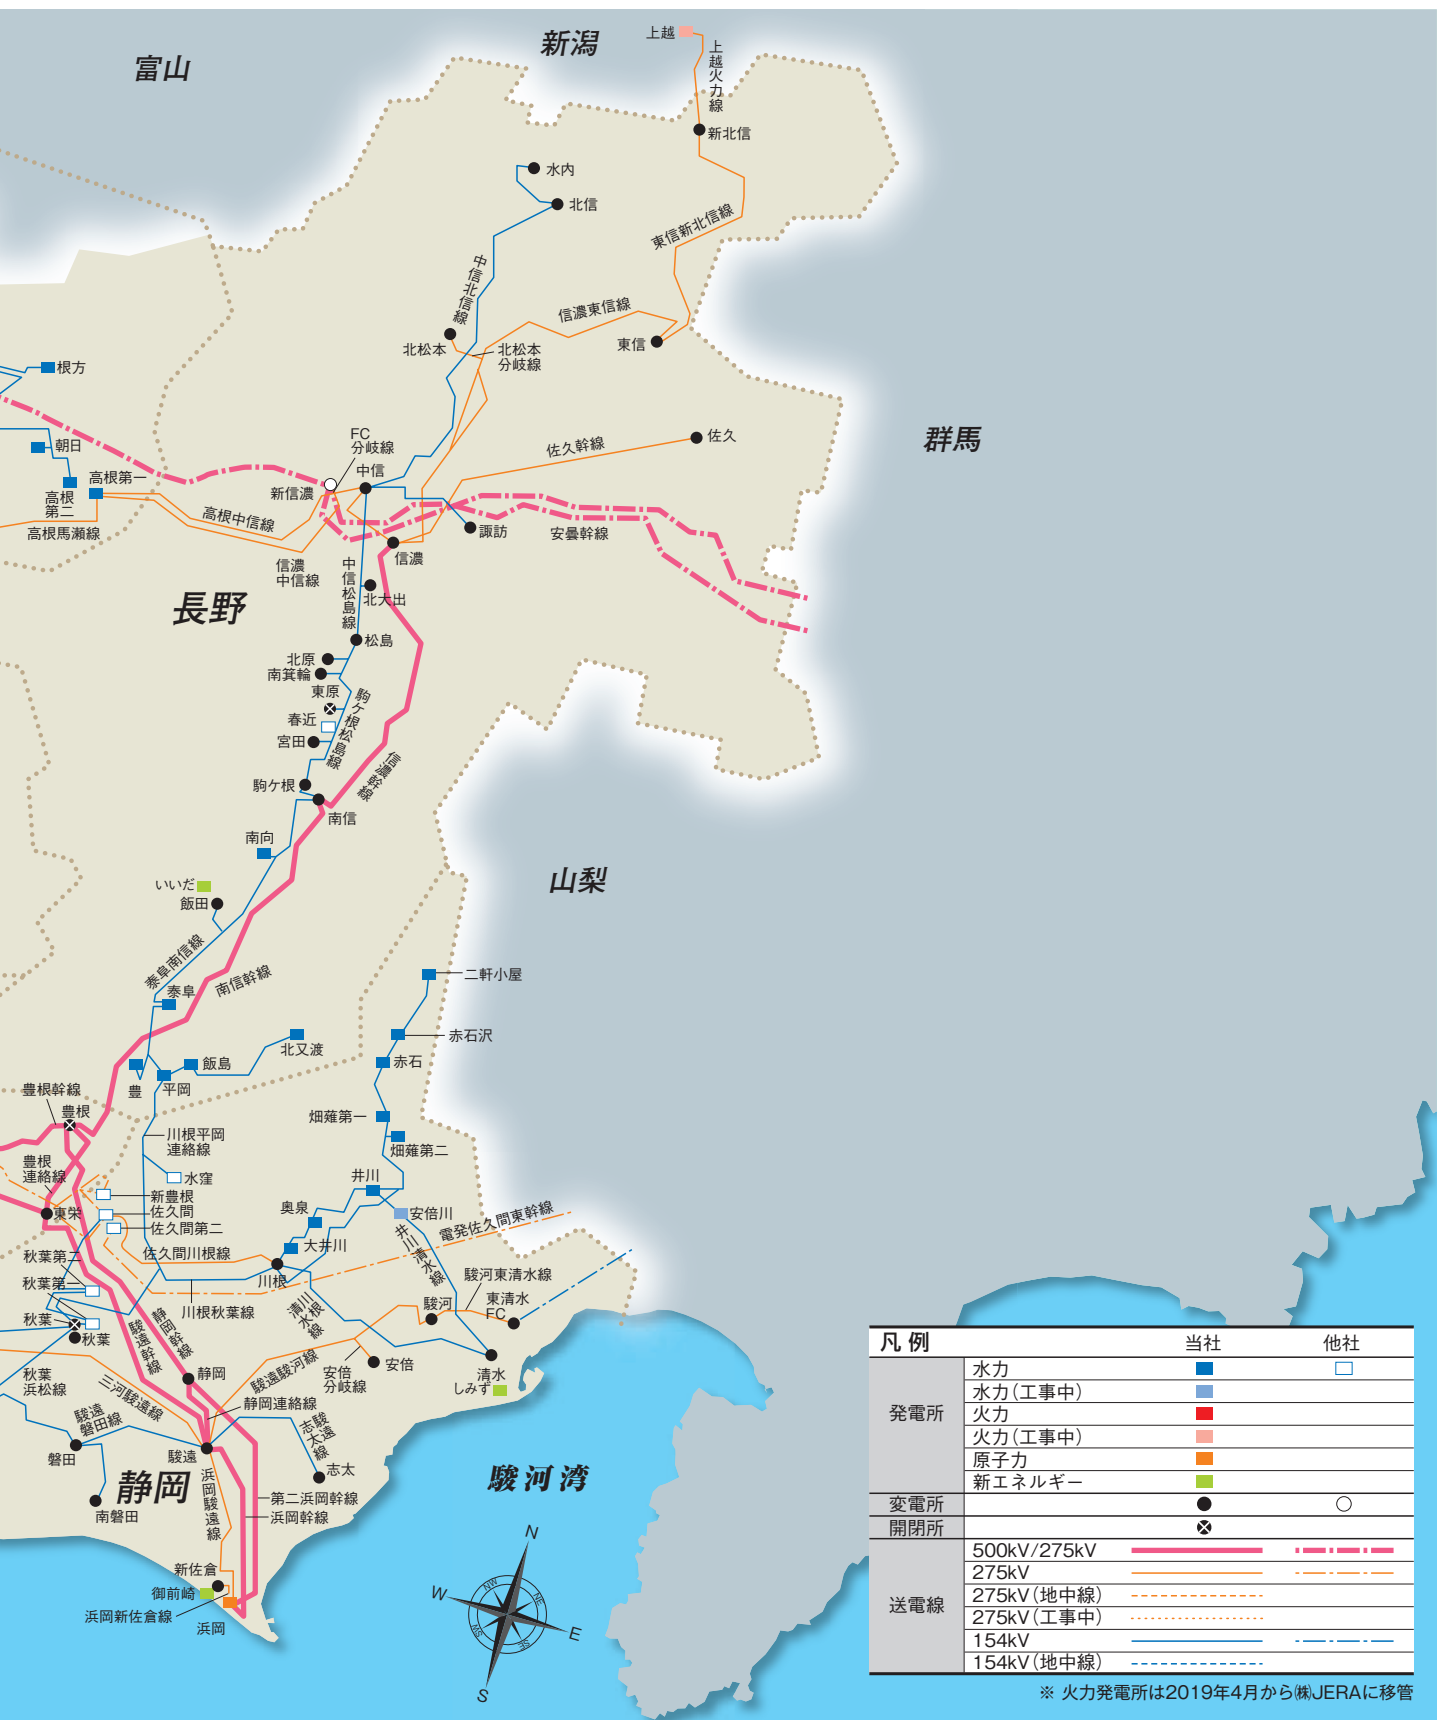 富山
新潟
上越
上越火力線
新北信
水内
北信
東信新北信線
中信北信線
信濃東信線
北松本
北松本
分岐線
東信
根方
群馬
佐久
佐久幹線
FC
分岐線
中信
朝日
高根第一
高根
第二
新信濃
高根中信線
高根馬瀬線
諏訪
安曇幹線
信濃
信濃
中信線
中信松島線
北大出
長野
松島
北原
南箕輪
東原
駒ケ根松島線
春近
宮田
信濃幹線
駒ケ根
南信
南向
山梨
いいだ
飯田
泰阜南信線
南信幹線
泰阜
二軒小屋
赤石沢
北又渡
飯島
赤石
豊
平岡
豊根幹線
豊根
畑薙第一
川根平岡
連絡線
畑薙第二
豊根
連絡線
水窪
井川
新豊根
佐久間
佐久間第二
東栄
奥泉
安倍川
電発佐久間東幹線
井川清水線
大井川
佐久間川根線
秋葉第二
川根
駿河東清水線
秋葉第一
川根秋葉線
清水川根線
駿河
東清水
FC
秋葉
秋葉
駿遠幹線
静岡幹線
静岡
駿遠駿河線
安倍
分岐線
安倍
清水
しみず
秋葉
浜松線
三河駿遠線
静岡連絡線
駿遠
磐田線
志太駿遠線
磐田
駿遠
志太
駿河湾
静岡
浜岡駿遠線
第二浜岡幹線
浜岡幹線
南磐田
新佐倉
御前崎
浜岡新佐倉線
浜岡
N
NW
NE
W
E
SW
SE
S
凡例 当社 他社
発電所
水力
水力(工事中)
火力
火力(工事中)
原子力
新エネルギー
変電所
開閉所
送電線
500kV/275kV
275kV
275kV(地中線)
275kV(工事中)
154kV
154kV(地中線)
※ 火力発電所は2019年4月から㈱JERAに移管